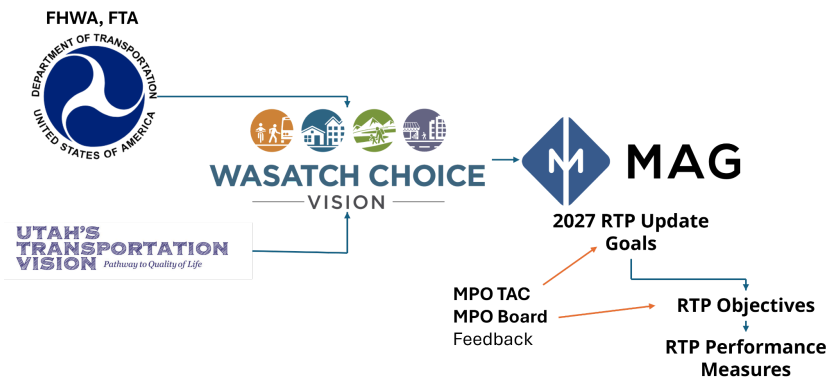 FHWA, FTA
DEPARTMENT OF TRANSPORTATION
UNITED STATES OF AMERICA
WASATCH CHOICE
VISION
MAG
UTAH'S
TRANSPORTATION
VISION Pathway to Quality of Life
2027 RTP Update
Goals
MPO TAC
MPO Board
Feedback
RTP Objectives
RTP Performance
Measures